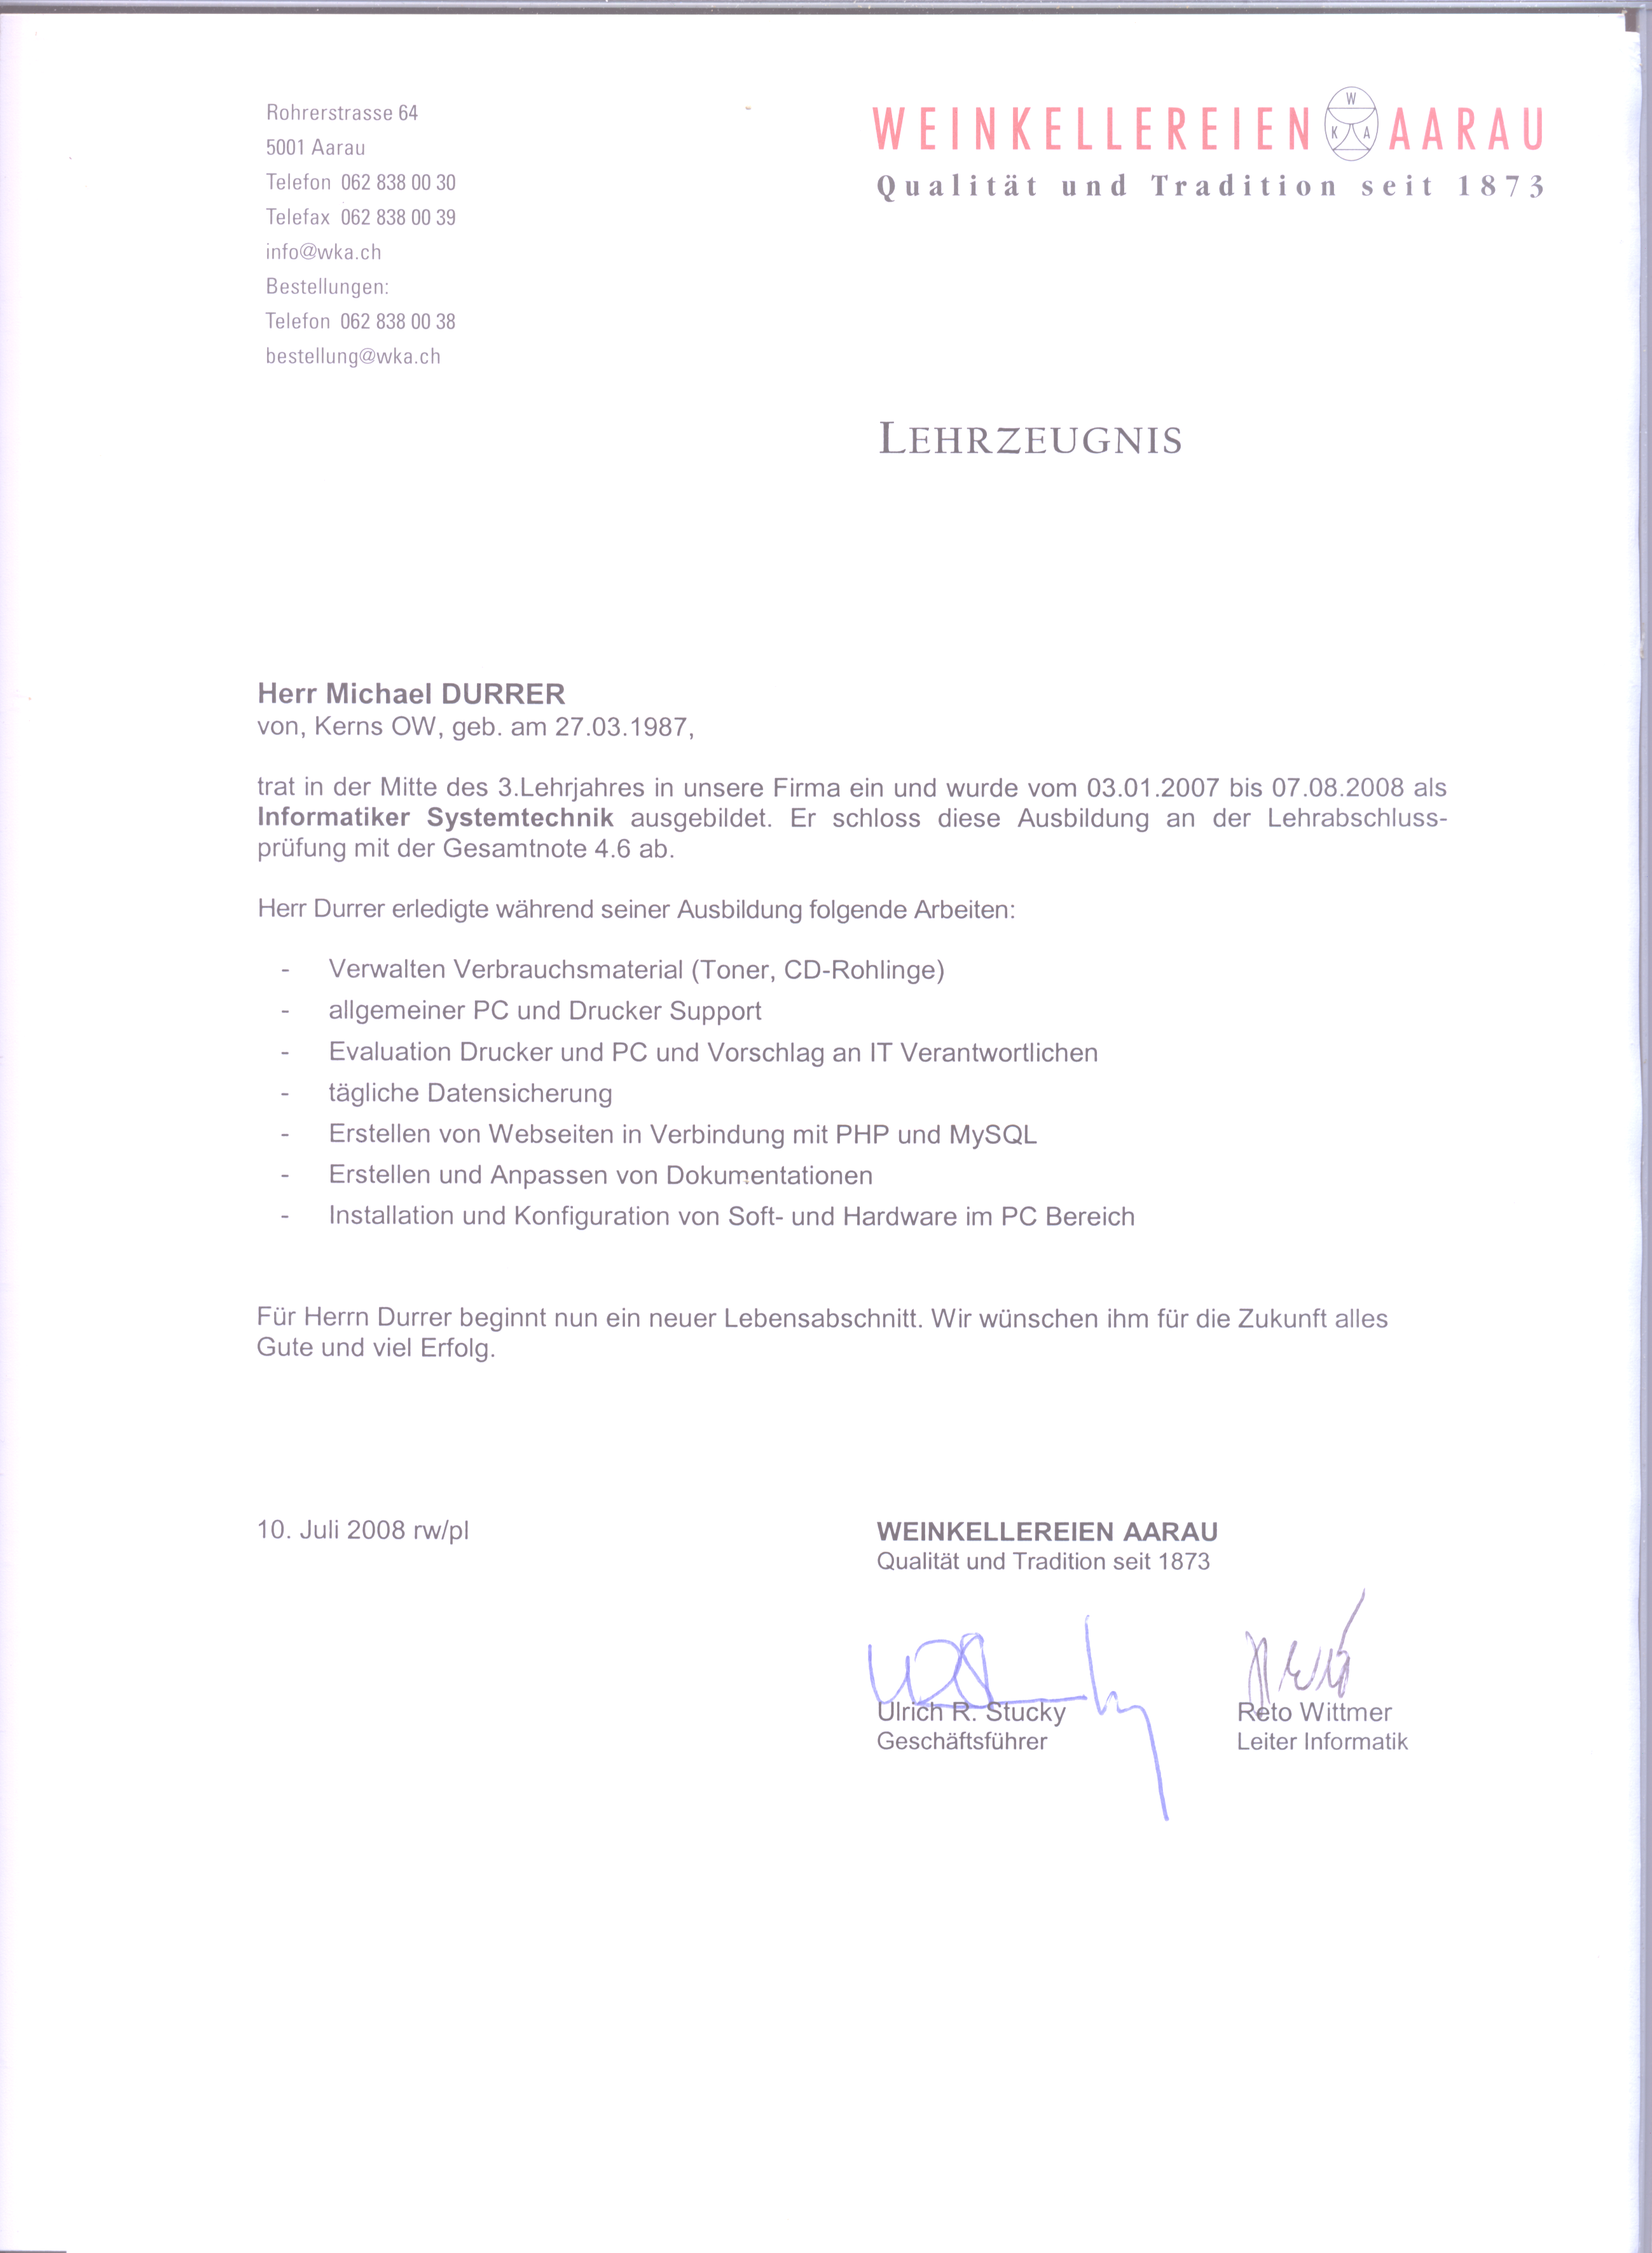 Rohrerstrasse 64
5001 Aarau
Telefon 062 838 00 30
Telefax 062 838 00 39
info@wka.ch
Bestellungen:
Telefon 062 838 00 38
bestellung@wka.ch
WEINKELLEREIEN WKA AARAU
Qualität und Tradition seit 1873
LEHRZEUGNIS
Herr Michael DURRER
von, Kerns OW, geb. am 27.03.1987,
trat in der Mitte des 3.Lehrjahres in unsere Firma ein und wurde vom 03.01.2007 bis 07.08.2008 als
Informatiker Systemtechnik ausgebildet. Er schloss diese Ausbildung an der Lehrabschluss-
prüfung mit der Gesamtnote 4.6 ab.
Herr Durrer erledigte während seiner Ausbildung folgende Arbeiten:
- Verwalten Verbrauchsmaterial (Toner, CD-Rohlinge)
- allgemeiner PC und Drucker Support
- Evaluation Drucker und PC und Vorschlag an IT Verantwortlichen
- tägliche Datensicherung
- Erstellen von Webseiten in Verbindung mit PHP und MySQL
- Erstellen und Anpassen von Dokumentationen
- Installation und Konfiguration von Soft- und Hardware im PC Bereich
Für Herrn Durrer beginnt nun ein neuer Lebensabschnitt. Wir wünschen ihm für die Zukunft alles
Gute und viel Erfolg.
10. Juli 2008 rw/pl
WEINKELLEREIEN AARAU
Qualität und Tradition seit 1873
Ulrich R. Stucky
Geschäftsführer
Reto Wittmer
Leiter Informatik